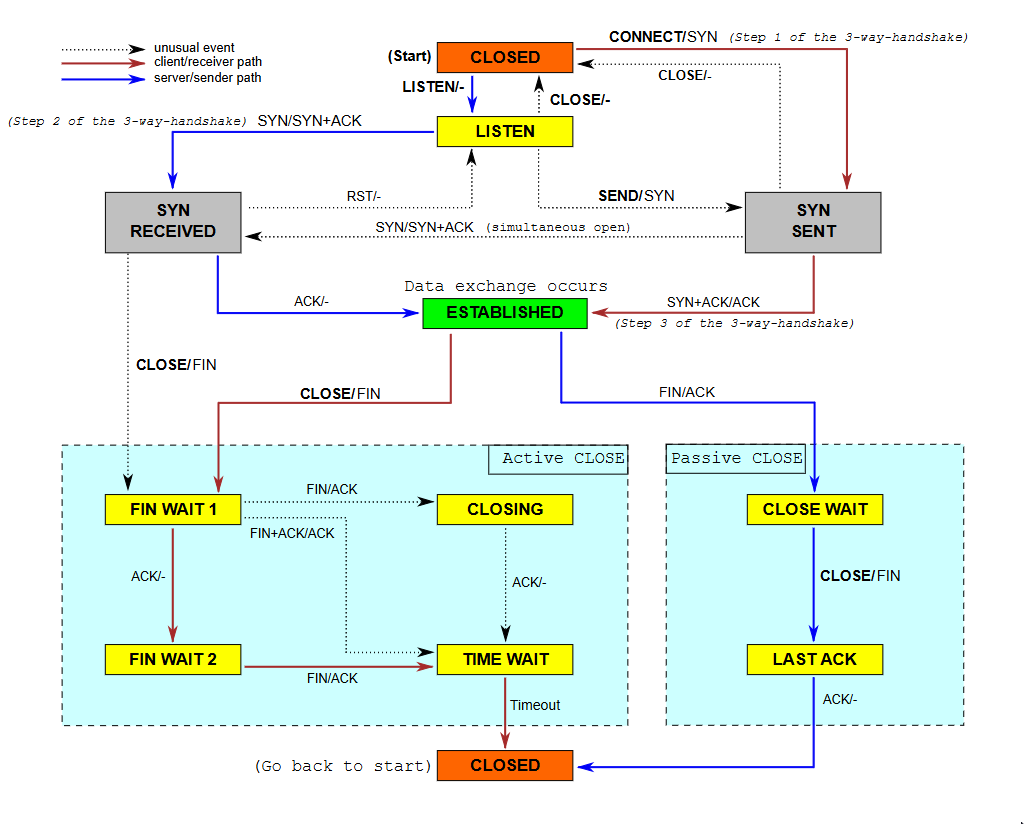 unusual event
client/receiver path
server/sender path
(Start)
CLOSED
CONNECT/SYN (Step 1 of the 3-way-handshake)
CLOSE/-
LISTEN/-
CLOSE/-
(Step 2 of the 3-way-handshake) SYN/SYN+ACK
LISTEN
RST/-
SEND/SYN
SYN
RECEIVED
SYN
SENT
SYN/SYN+ACK (simultaneous open)
Data exchange occurs
ACK/-
ESTABLISHED
SYN+ACK/ACK
(Step 3 of the 3-way-handshake)
CLOSE/FIN
CLOSE/FIN
FIN/ACK
Active CLOSE
Passive CLOSE
FIN WAIT 1
FIN/ACK
CLOSING
CLOSE WAIT
FIN+ACK/ACK
ACK/-
ACK/-
CLOSE/FIN
FIN WAIT 2
FIN/ACK
TIME WAIT
LAST ACK
Timeout
ACK/-
(Go back to start)
CLOSED